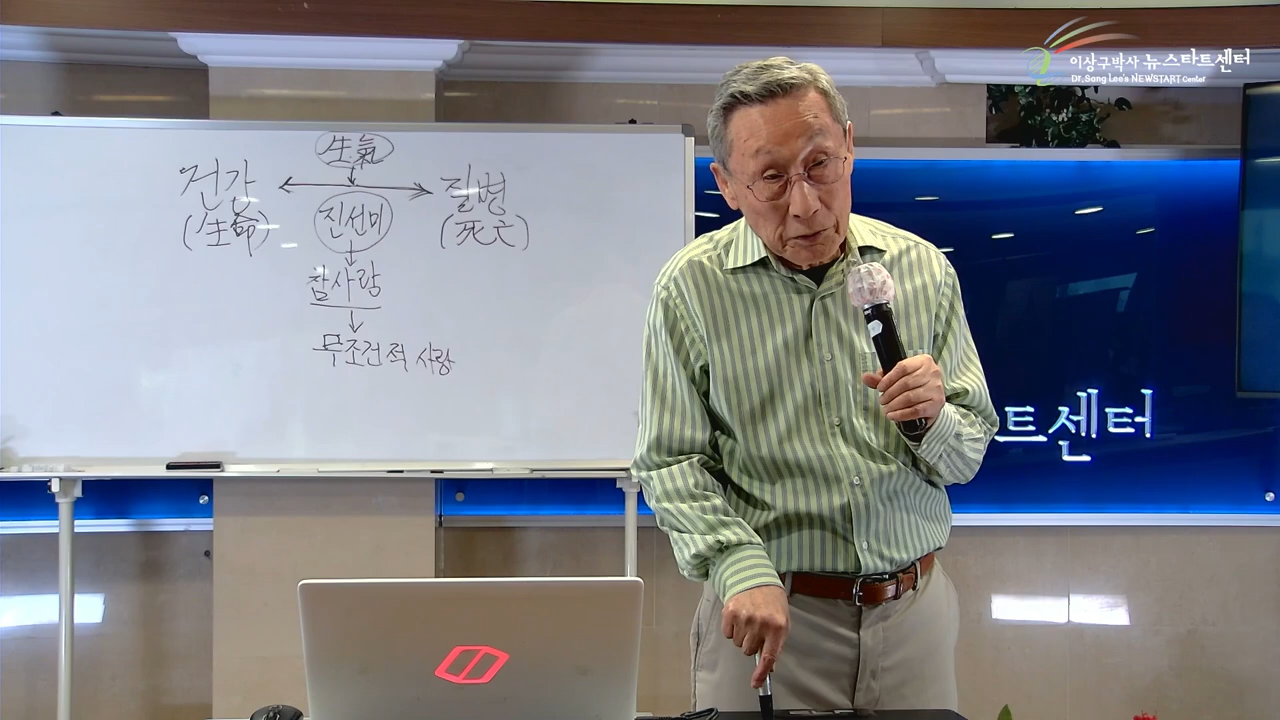 이상구박사 뉴스타트센터
Dr.Sang Lee's NEWSTART Center
生氣
건강 질병
(生命) 진선미 (死亡)
참사랑
무조건적 사랑
트센터